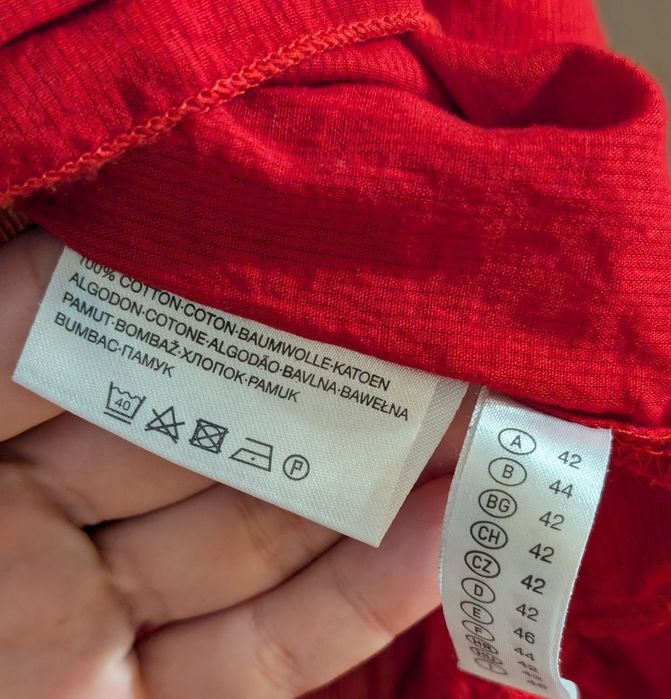 100% COTTON·COTON·BAUMWOLLE·KATOEN
ALGODON·COTONE·ALGODÃO·BAVLNA·BAWEŁNA
PAMUT·BOMBAŽ·ХЛОПОК·PAMUK
BUMBAC·ПАМУК
40
P
A 42
B 44
BG 42
CH 42
CZ 42
D 42
E 46
F 44